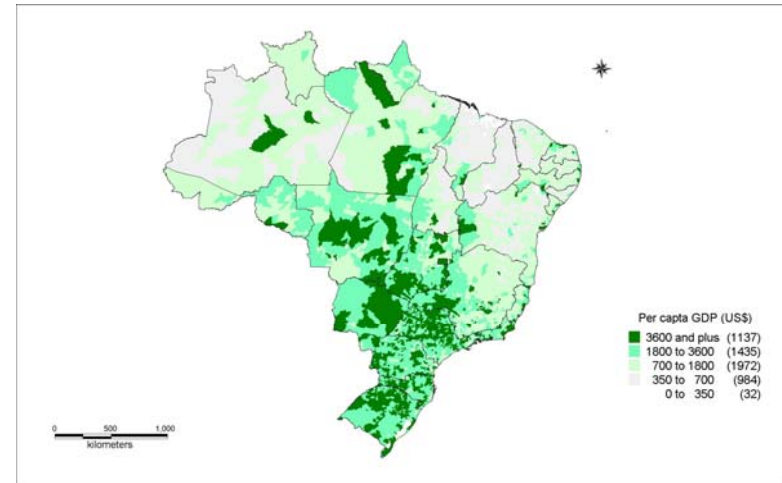 Per capta GDP (US$)
3600 and plus (1137)
1800 to 3600 (1435)
700 to 1800 (1972)
350 to 700 (984)
0 to 350 (32)
0 500 1,000
kilometers